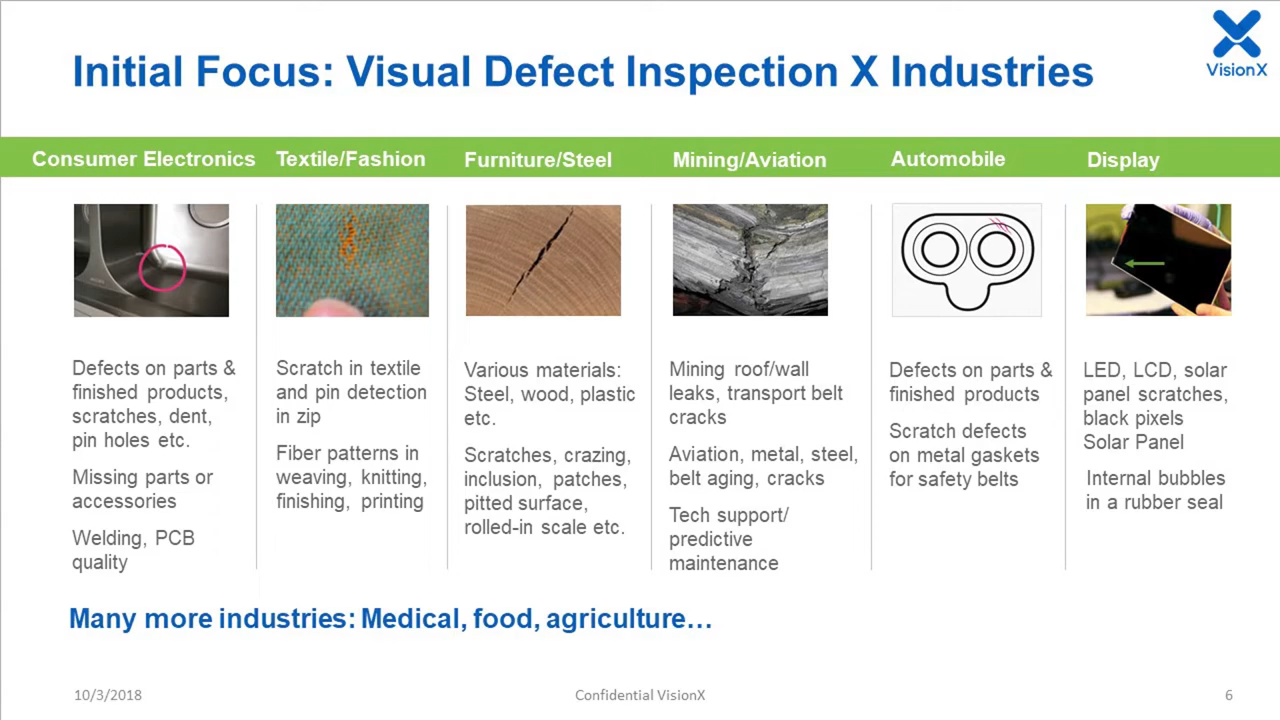 Initial Focus: Visual Defect Inspection X Industries
VisionX
Consumer Electronics
Textile/Fashion
Furniture/Steel
Mining/Aviation
Automobile
Display
Defects on parts &
finished products,
scratches, dent,
pin holes etc.
Missing parts or
accessories
Welding, PCB
quality
Scratch in textile
and pin detection
in zip
Fiber patterns in
weaving, knitting,
finishing, printing
Various materials:
Steel, wood, plastic
etc.
Scratches, crazing,
inclusion, patches,
pitted surface,
rolled-in scale etc.
Mining roof/wall
leaks, transport belt
cracks
Aviation, metal, steel,
belt aging, cracks
Tech support/
predictive
maintenance
Defects on parts &
finished products
Scratch defects
on metal gaskets
for safety belts
LED, LCD, solar
panel scratches,
black pixels
Solar Panel
Internal bubbles
in a rubber seal
Many more industries: Medical, food, agriculture…
10/3/2018
Confidential VisionX
6